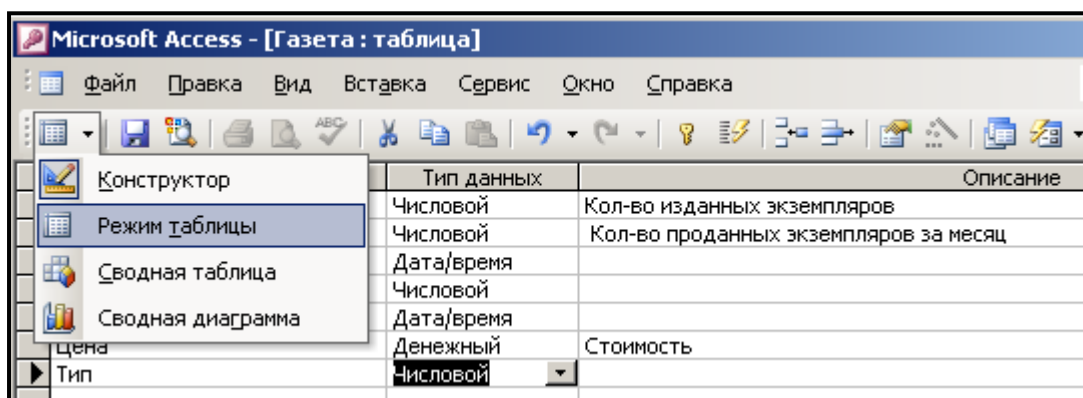 Microsoft Access - [Газета : таблица]
Файл Правка Вид Вставка Сервис Окно Справка
ABC
Тип данных Описание
Конструктор
Режим таблицы
Сводная таблица
Сводная диаграмма
Числовой Кол-во изданных экземпляров
Числовой Кол-во проданных экземпляров за месяц
Дата/время
Числовой
Дата/время
Цена Денежный Стоимость
Тип Числовой